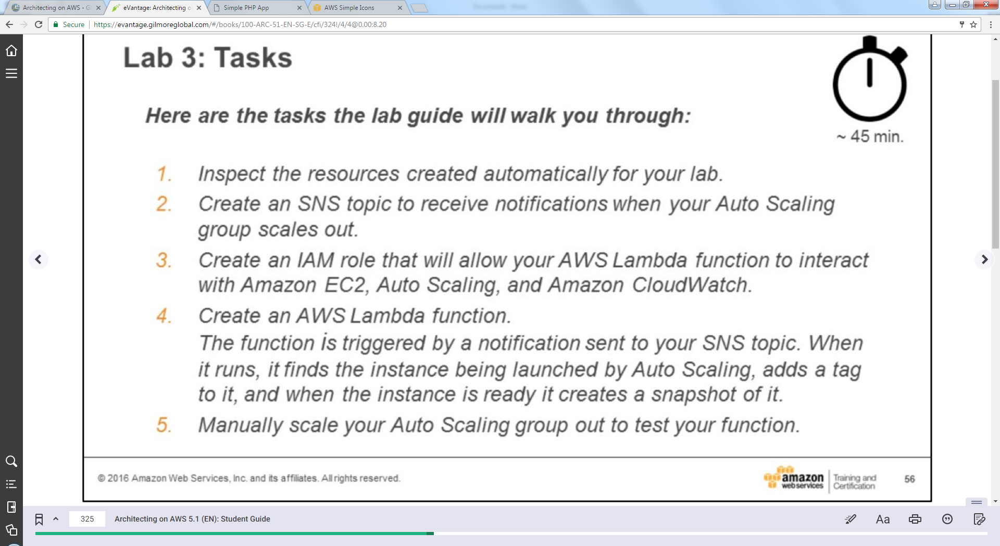 Architecting on AWS - G
eVantage: Architecting o
Simple PHP App
AWS Simple Icons
Secure
https://evantage.gilmoreglobal.com/#/books/100-ARC-51-EN-SG-E/cfi/324!/4/4@0.00:8.20
Lab 3: Tasks
Here are the tasks the lab guide will walk you through:
~ 45 min.
1. Inspect the resources created automatically for your lab.
2. Create an SNS topic to receive notifications when your Auto Scaling
group scales out.
3. Create an IAM role that will allow your AWS Lambda function to interact
with Amazon EC2, Auto Scaling, and Amazon CloudWatch.
4. Create an AWS Lambda function.
The function is triggered by a notification sent to your SNS topic. When
it runs, it finds the instance being launched by Auto Scaling, adds a tag
to it, and when the instance is ready it creates a snapshot of it.
5. Manually scale your Auto Scaling group out to test your function.
© 2016 Amazon Web Services, Inc. and its affiliates. All rights reserved.
amazon
webservices
Training and
Certification
56
325
Architecting on AWS 5.1 (EN): Student Guide
Aa